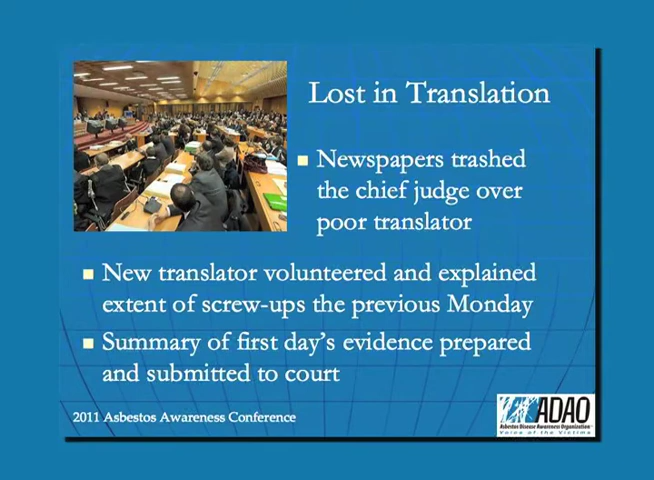 Lost in Translation
Newspapers trashed
the chief judge over
poor translator
New translator volunteered and explained
extent of screw-ups the previous Monday
Summary of first day's evidence prepared
and submitted to court
2011 Asbestos Awareness Conference
ADAO
Asbestos Disease Awareness Organization
Voice of the Victims